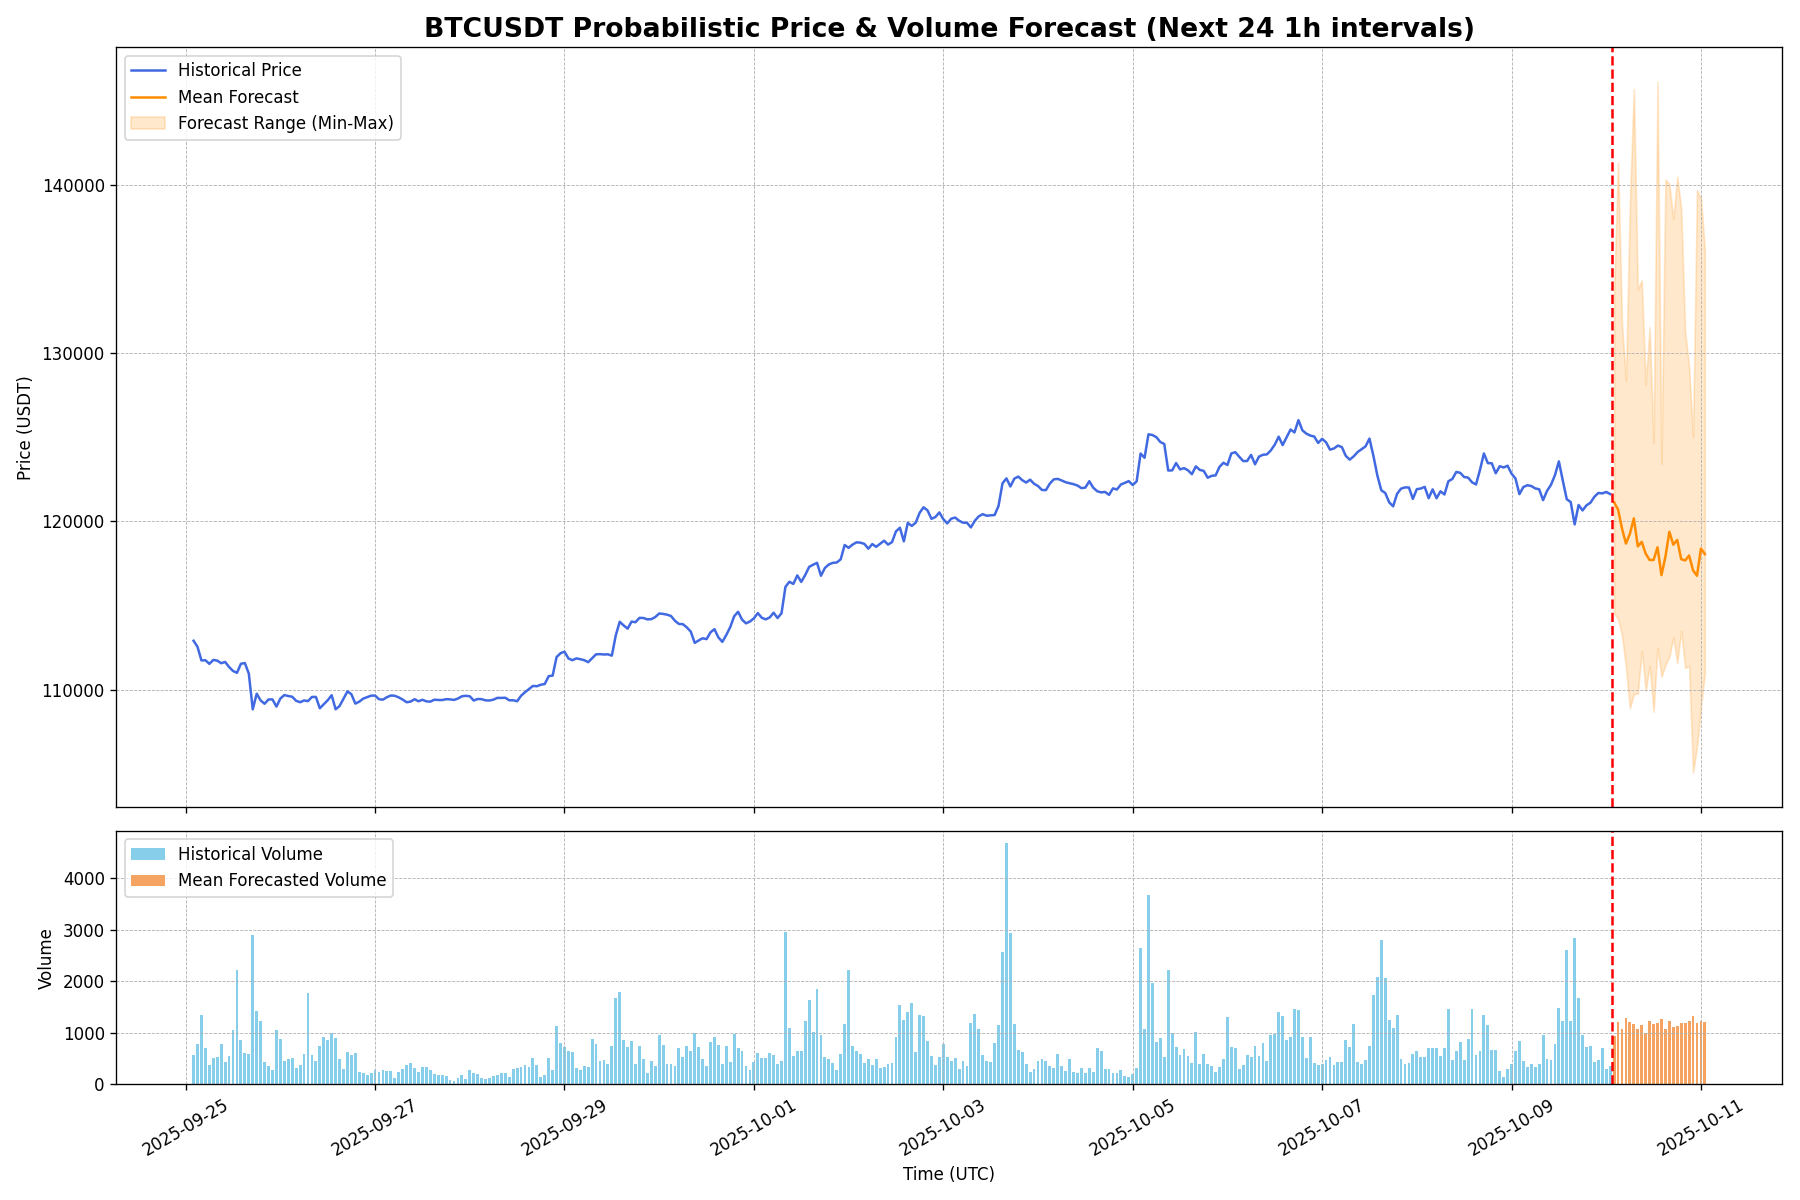 BTCUSDT Probabilistic Price & Volume Forecast (Next 24 1h intervals)
Historical Price
Mean Forecast
Forecast Range (Min-Max)
140000
130000
120000
110000
Price (USDT)
Historical Volume
Mean Forecasted Volume
4000
3000
2000
1000
0
Volume
2025-09-25
2025-09-27
2025-09-29
2025-10-01
2025-10-03
2025-10-05
2025-10-07
2025-10-09
2025-10-11
Time (UTC)